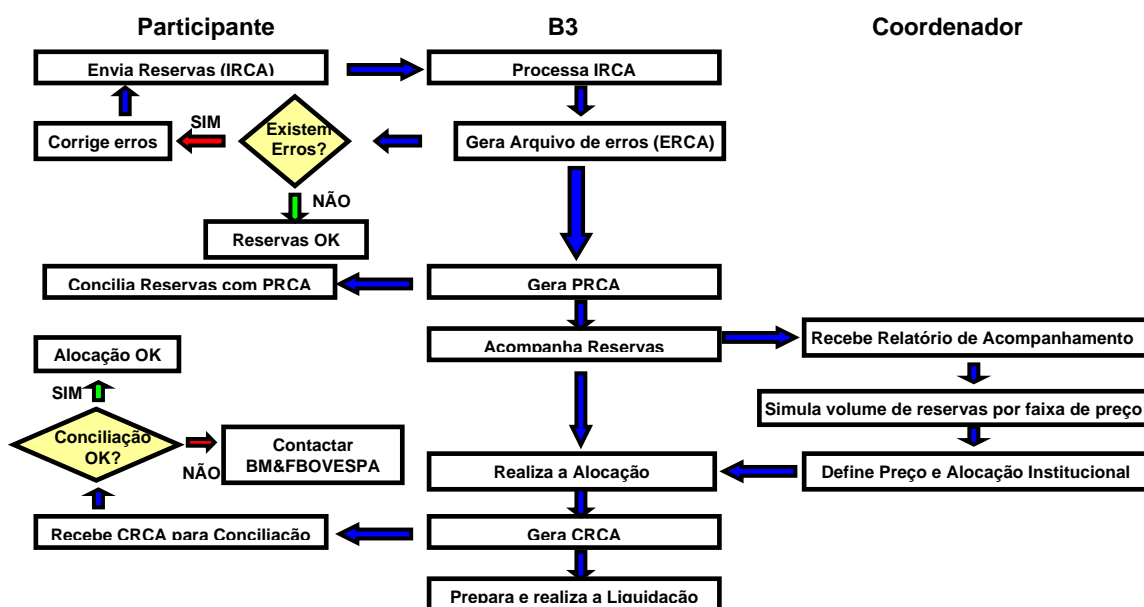 Participante
B3
Coordenador
Envia Reservas (IRCA)
Processa IRCA
SIM
Existem
Erros?
Corrige erros
Gera Arquivo de erros (ERCA)
NÃO
Reservas OK
Concilia Reservas com PRCA
Gera PRCA
Acompanha Reservas
Recebe Relatório de Acompanhamento
Alocação OK
SIM
Simula volume de reservas por faixa de preço
Conciliação
OK?
NÃO
Contactar
BM&FBOVESPA
Realiza a Alocação
Define Preço e Alocação Institucional
Recebe CRCA para Conciliação
Gera CRCA
Prepara e realiza a Liquidação